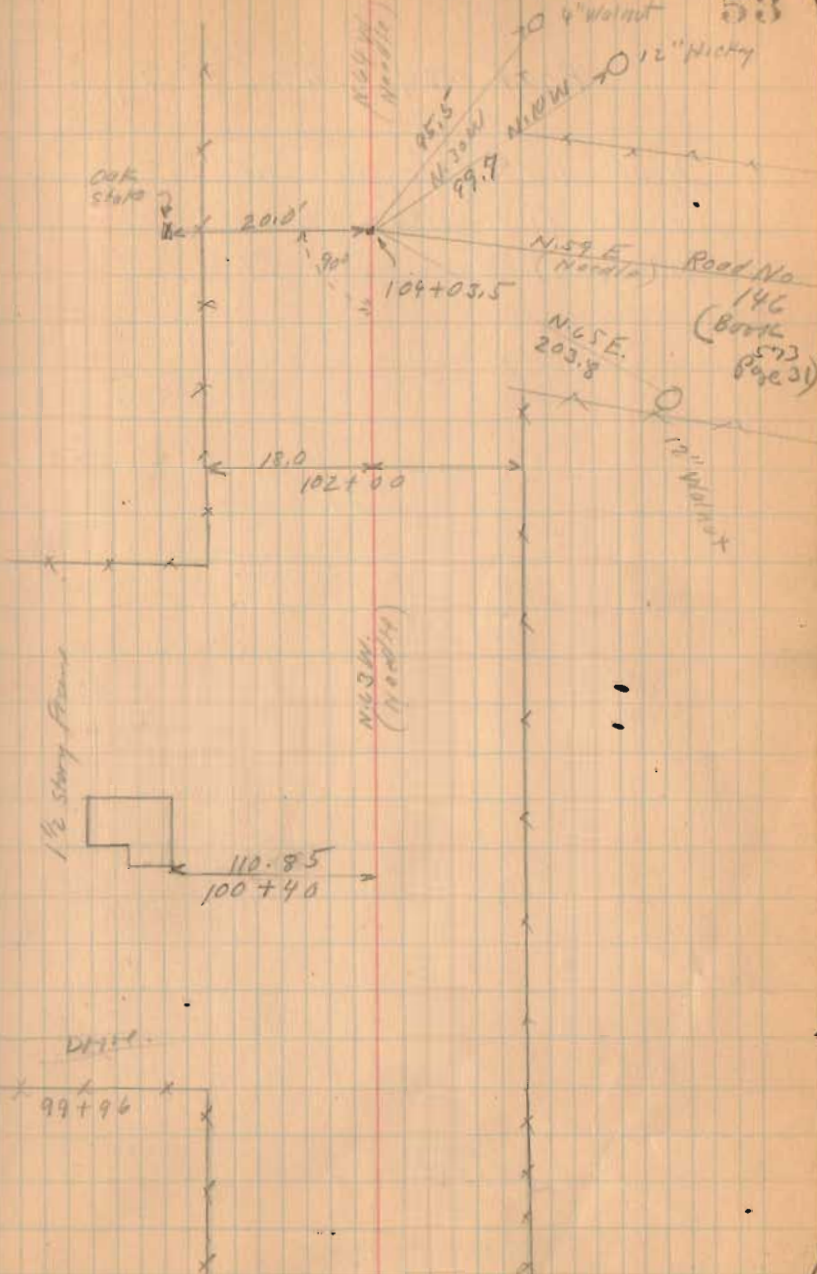 4" Walnut
12" Hickry
N.64 W.
(Needle)
95.5
N.30 W
99.7
N.10 W
Oak
stake
20.0'
90°
104+03.5
N.59 E
(Needle)
Road No
146
(Book
573
Page 31)
N.65 E.
203.8
12" Walnut
18.0
102+00
N.63 W.
(Needle)
1½ Story Frame
110.85
100+40
99+96